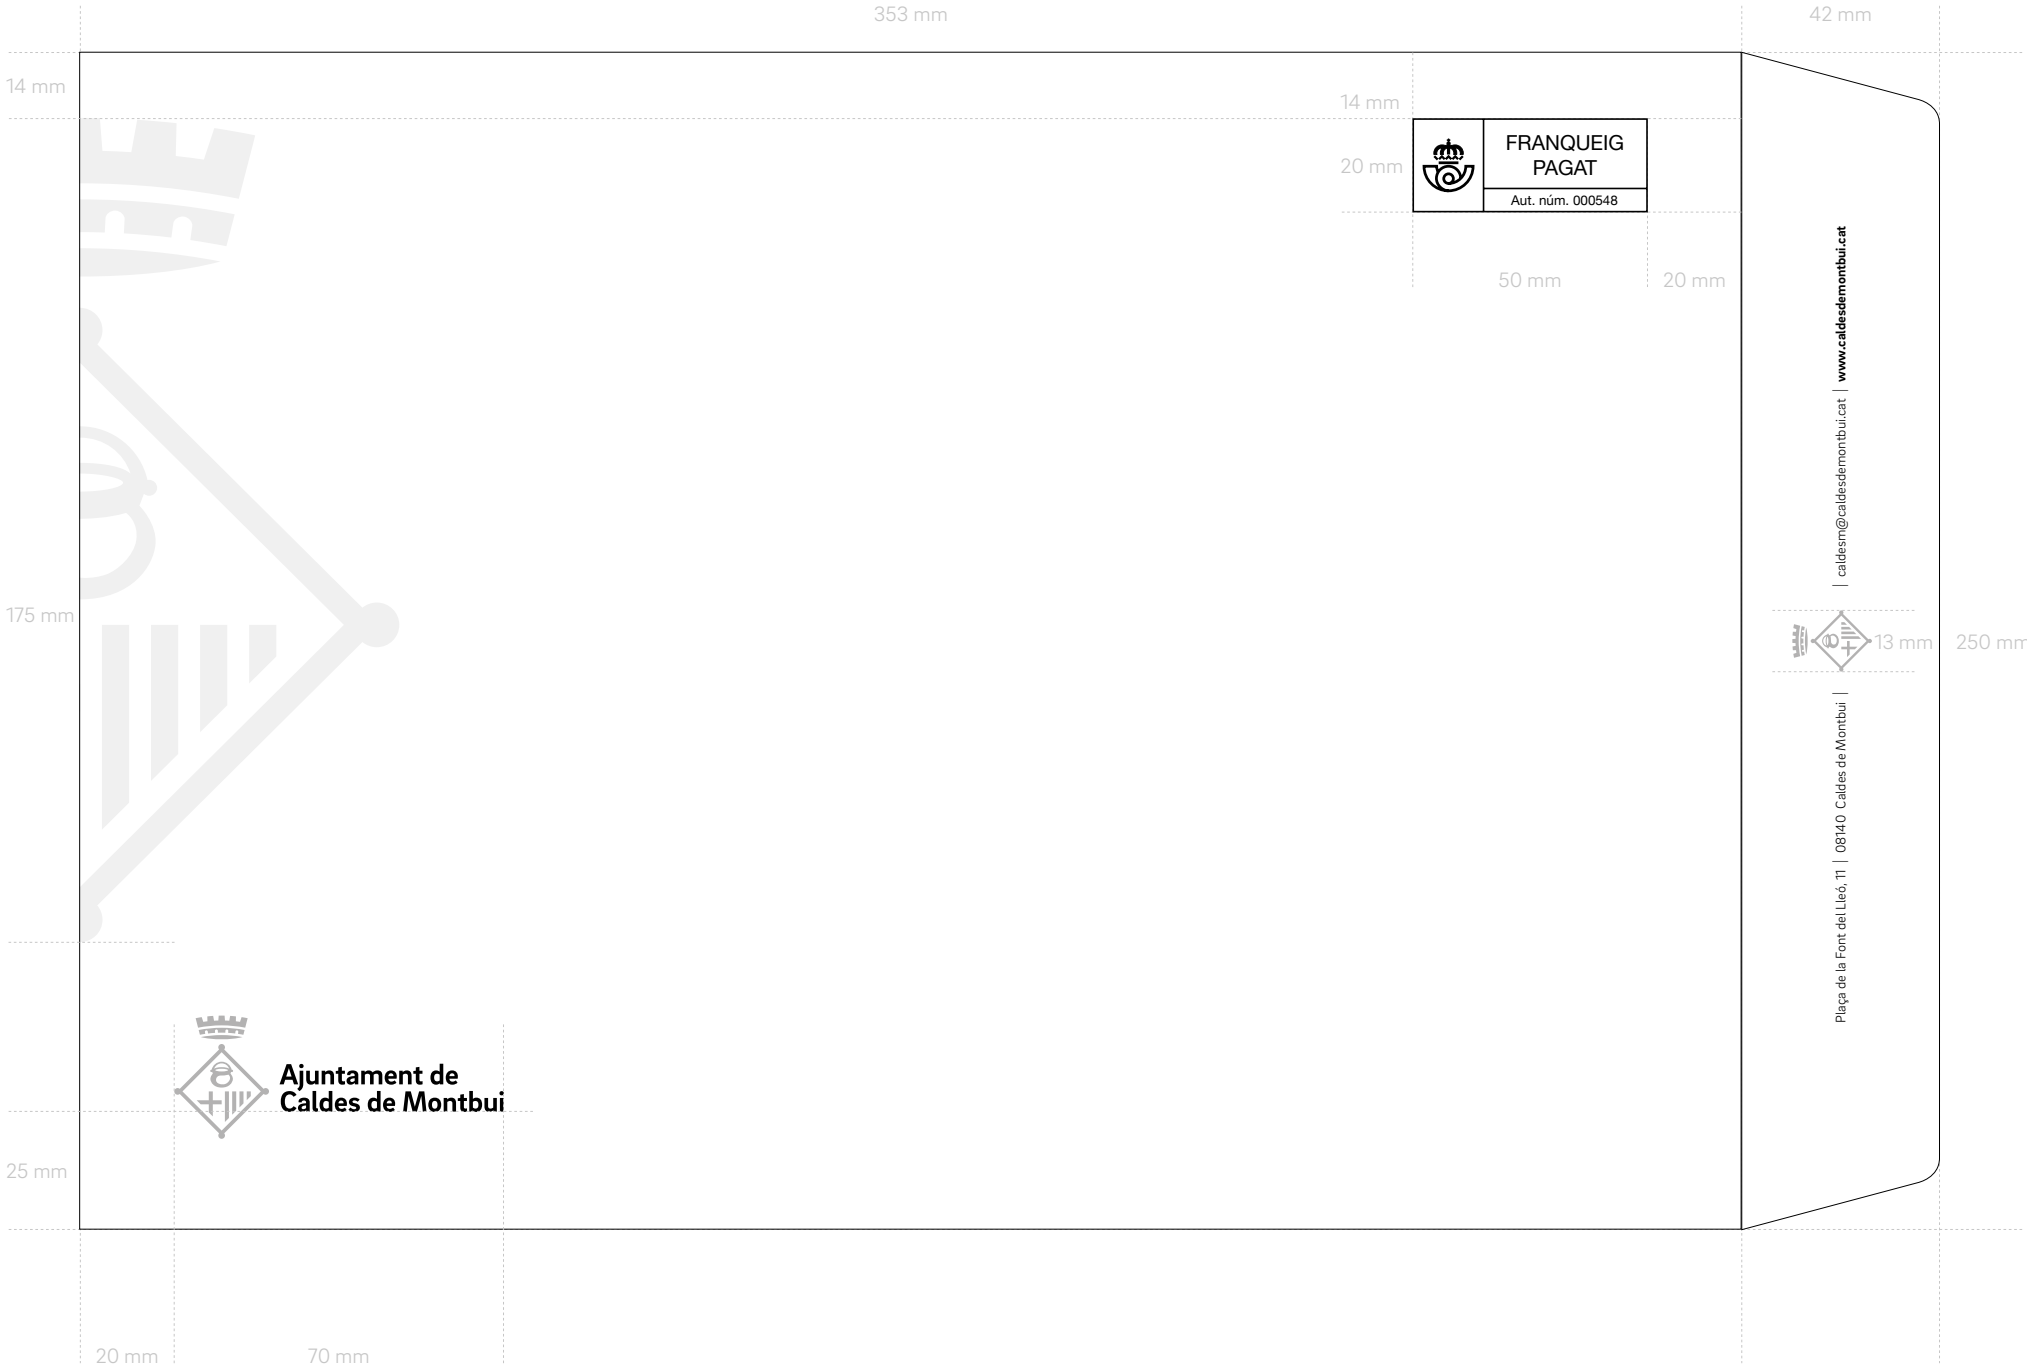 353 mm
42 mm
14 mm
14 mm
FRANQUEIG
PAGAT
20 mm
Aut. núm. 000548
50 mm
20 mm
175 mm
Plaça de la Font del Lleó, 11 | 08140 Caldes de Montbui |
| caldesm@caldesdemontbui.cat | www.caldesdemontbui.cat
13 mm
250 mm
Ajuntament de
Caldes de Montbui
25 mm
20 mm
70 mm